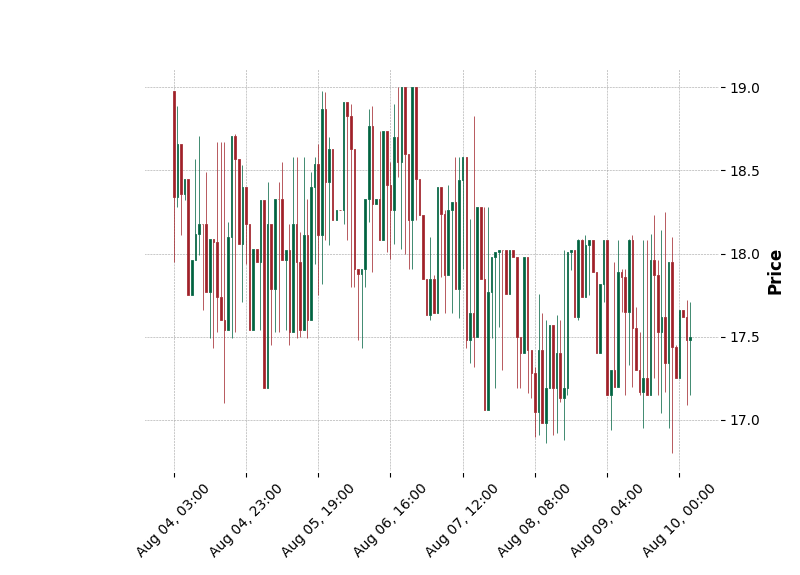 19.0
18.5
18.0
17.5
17.0
Price
Aug 04, 03:00
Aug 04, 23:00
Aug 05, 19:00
Aug 06, 16:00
Aug 07, 12:00
Aug 08, 08:00
Aug 09, 04:00
Aug 10, 00:00